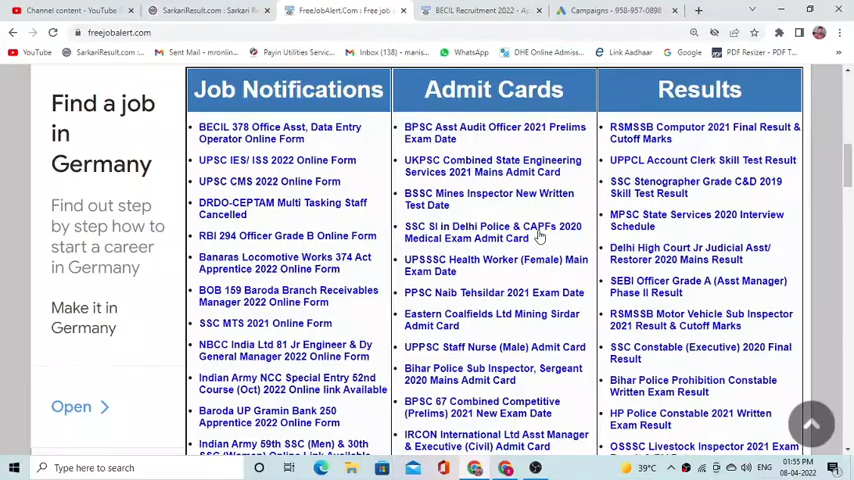 Channel content - YouTube S
SarkariResult.com : Sarkari Resu
FreeJobAlert.Com : Free job
BECIL Recruitment 2022 - Ap
Campaigns - 958-957-0898
freejobalert.com
YouTube
SarkariResult.com:...
Sent Mail - mronlin...
Payin Utilities Servic...
Inbox (138) - manis...
WhatsApp
DHE Online Admiss...
Link Aadhaar
Google
PDF Resizer - PDF T...
Find a job
in
Germany
Find out step
by step how to
start a career
in Germany
Make it in
Germany
Open
Job Notifications
BECIL 378 Office Asst, Data Entry
Operator Online Form
UPSC IES/ ISS 2022 Online Form
UPSC CMS 2022 Online Form
DRDO-CEPTAM Multi Tasking Staff
Cancelled
RBI 294 Officer Grade B Online Form
Banaras Locomotive Works 374 Act
Apprentice 2022 Online Form
BOB 159 Baroda Branch Receivables
Manager 2022 Online Form
SSC MTS 2021 Online Form
NBCC India Ltd 81 Jr Engineer & Dy
General Manager 2022 Online Form
Indian Army NCC Special Entry 52nd
Course (Oct) 2022 Online link Available
Baroda UP Gramin Bank 250
Apprentice 2022 Online Form
Indian Army 59th SSC (Men) & 30th
SSC (Women) Online Link Available
Admit Cards
BPSC Asst Audit Officer 2021 Prelims
Exam Date
UKPSC Combined State Engineering
Services 2021 Mains Admit Card
BSSC Mines Inspector New Written
Test Date
SSC SI in Delhi Police & CAPFs 2020
Medical Exam Admit Card
UPSSSC Health Worker (Female) Main
Exam Date
PPSC Naib Tehsildar 2021 Exam Date
Eastern Coalfields Ltd Mining Sirdar
Admit Card
UPPSC Staff Nurse (Male) Admit Card
Bihar Police Sub Inspector, Sergeant
2020 Mains Admit Card
BPSC 67 Combined Competitive
(Prelims) 2021 New Exam Date
IRCON International Ltd Asst Manager
& Executive (Civil) Admit Card
Results
RSMSSB Computor 2021 Final Result &
Cutoff Marks
UPPCL Account Clerk Skill Test Result
SSC Stenographer Grade C&D 2019
Skill Test Result
MPSC State Services 2020 Interview
Schedule
Delhi High Court Jr Judicial Asst/
Restorer 2020 Mains Result
SEBI Officer Grade A (Asst Manager)
Phase II Result
RSMSSB Motor Vehicle Sub Inspector
2021 Result & Cutoff Marks
SSC Constable (Executive) 2020 Final
Result
Bihar Police Prohibition Constable
Written Exam Result
HP Police Constable 2021 Written
Exam Result
OSSSC Livestock Inspector 2021 Exam
Type here to search
39°C
ENG
01:55 PM
08-04-2022